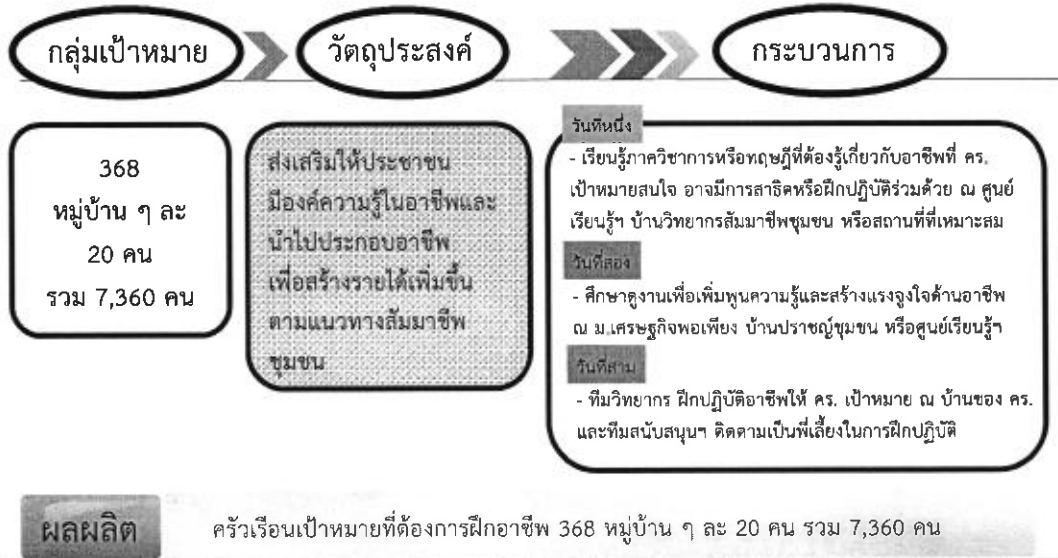 กลุ่มเป้าหมาย
วัตถุประสงค์
กระบวนการ
368
หมู่บ้าน ๆ ละ
20 คน
รวม 7,360 คน
ส่งเสริมให้ประชาชน
มีองค์ความรู้ในอาชีพและ
นำไปประกอบอาชีพ
เพื่อสร้างรายได้เพิ่มขึ้น
ตามแนวทางสัมมาชีพ
ชุมชน
วันที่หนึ่ง
- เรียนรู้ภาควิชาการหรือทฤษฎีที่ต้องรู้เกี่ยวกับอาชีพที่ คร.
เป้าหมายสนใจ อาจมีการสาธิตหรือฝึกปฏิบัติร่วมด้วย ณ ศูนย์
เรียนรู้ฯ บ้านวิทยากรสัมมาชีพชุมชน หรือสถานที่ที่เหมาะสม
วันที่สอง
- ศึกษาดูงานเพื่อเพิ่มพูนความรู้และสร้างแรงจูงใจด้านอาชีพ
ณ ม.เศรษฐกิจพอเพียง บ้านปราชญ์ชุมชน หรือศูนย์เรียนรู้ฯ
วันที่สาม
- ทีมวิทยากร ฝึกปฏิบัติอาชีพให้ คร. เป้าหมาย ณ บ้านของ คร.
และทีมสนับสนุนฯ ติดตามเป็นพี่เลี้ยงในการฝึกปฏิบัติ
ผลผลิต
ครัวเรือนเป้าหมายที่ต้องการฝึกอาชีพ 368 หมู่บ้าน ๆ ละ 20 คน รวม 7,360 คน